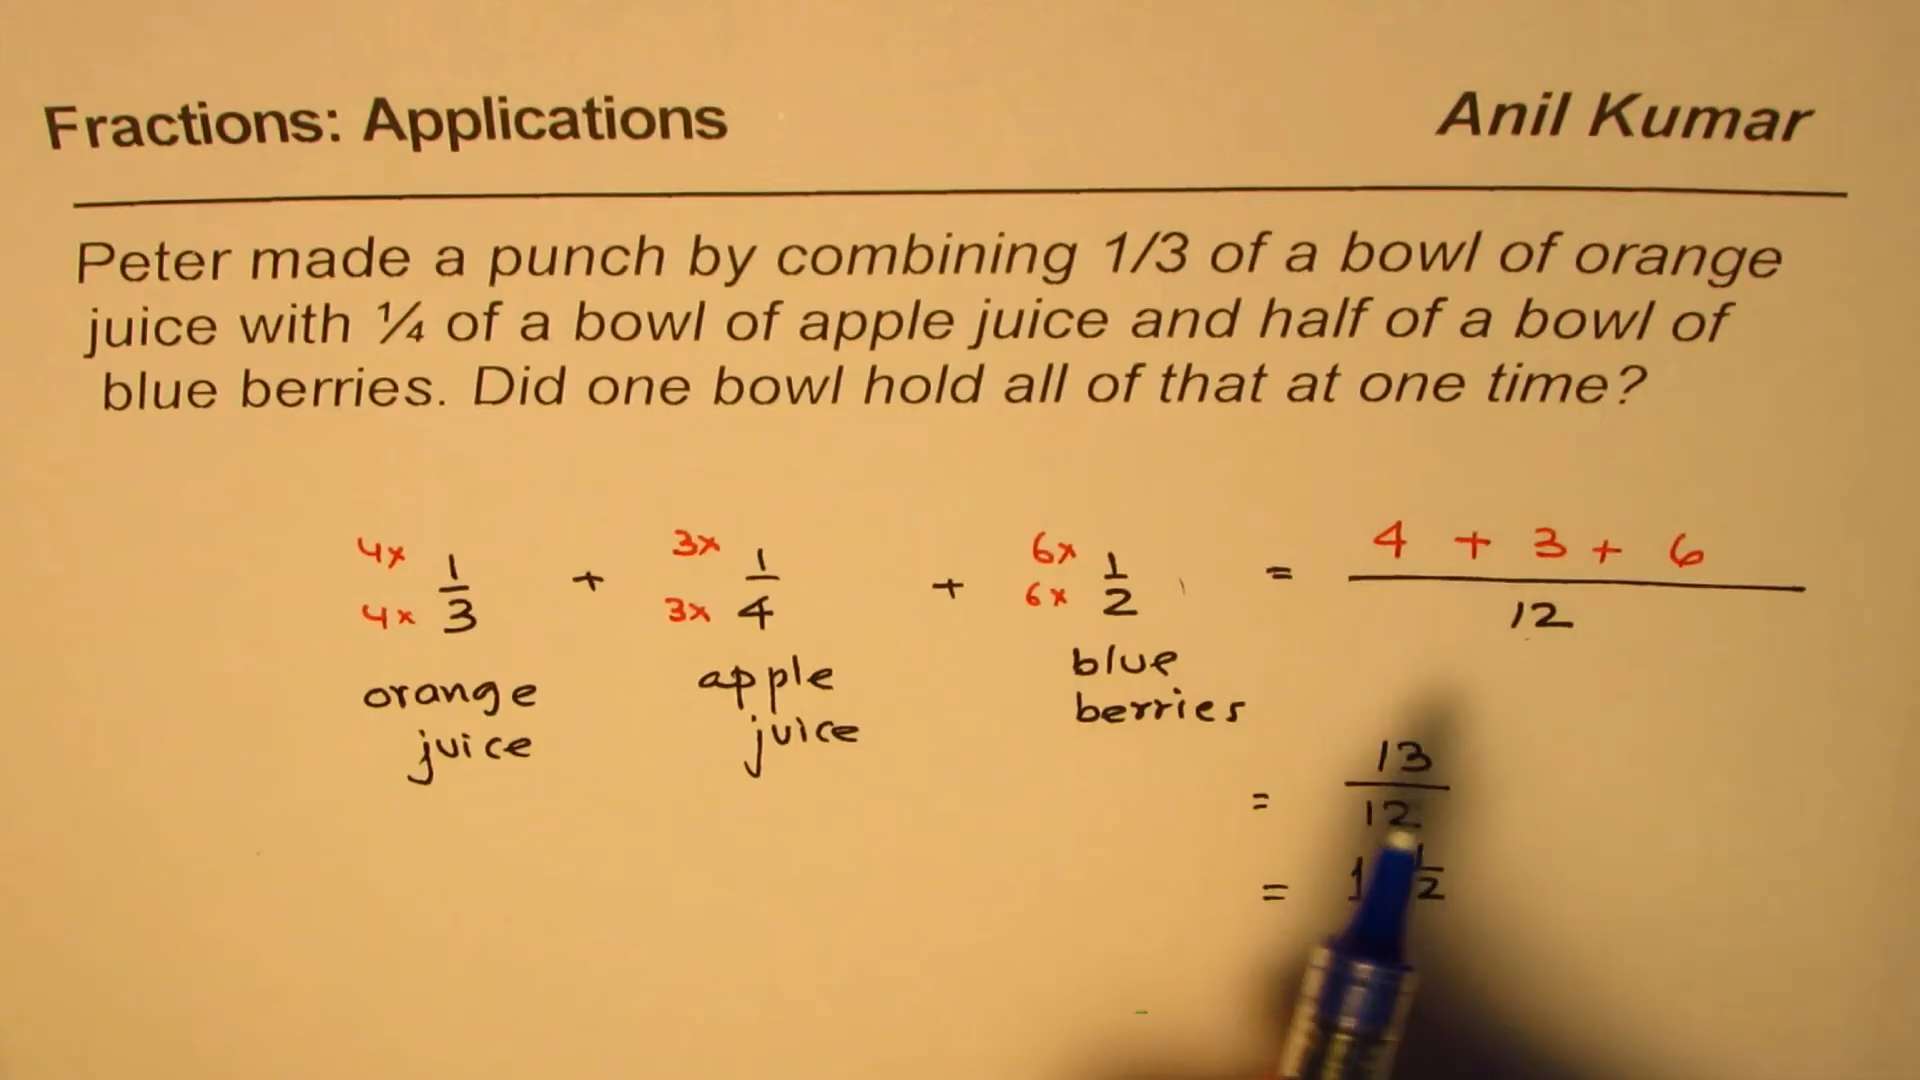 Fractions: Applications
Anil Kumar
Peter made a punch by combining 1/3 of a bowl of orange
juice with ¼ of a bowl of apple juice and half of a bowl of
blue berries. Did one bowl hold all of that at one time?
4x 1/4x 3 + 3x 1/3x 4 + 6x 1/6x 2 = 4 + 3 + 6/12
orange juice
apple juice
blue berries
= 13/12
= 1